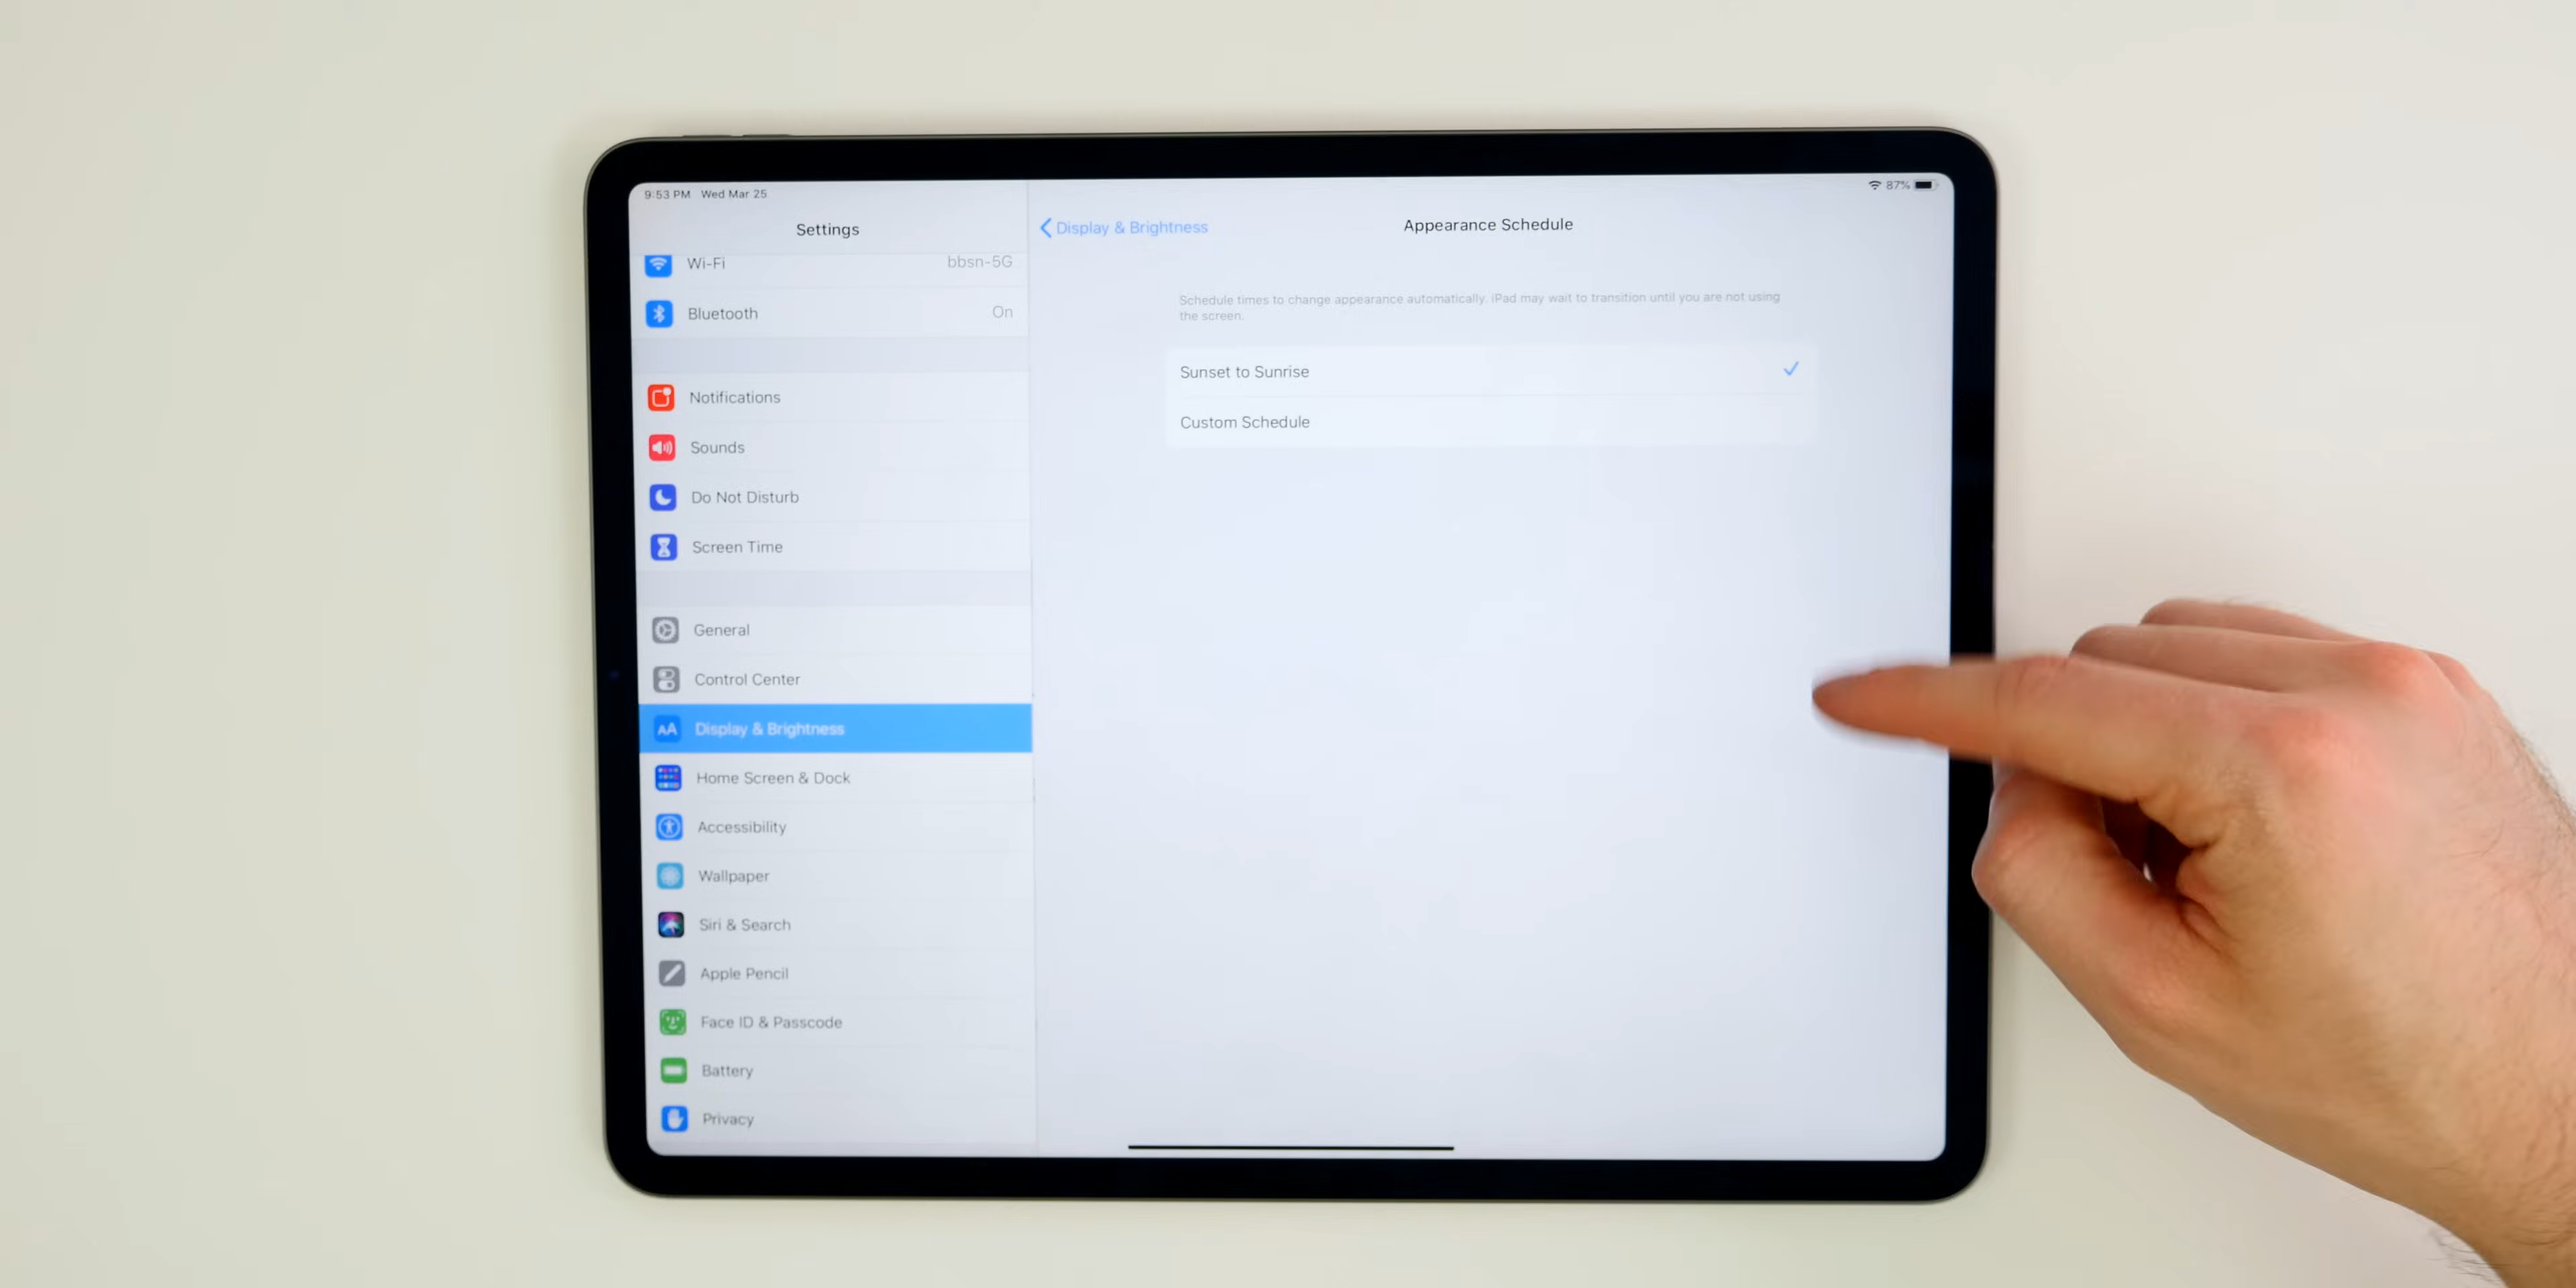 9:53 PM Wed Mar 25
87%
Settings
Wi-Fi bbsn-5G
Bluetooth On
Notifications
Sounds
Do Not Disturb
Screen Time
General
Control Center
AA Display & Brightness
Home Screen & Dock
Accessibility
Wallpaper
Siri & Search
Apple Pencil
Face ID & Passcode
Battery
Privacy
Display & Brightness
Appearance Schedule
Schedule times to change appearance automatically. iPad may wait to transition until you are not using
the screen.
Sunset to Sunrise
Custom Schedule